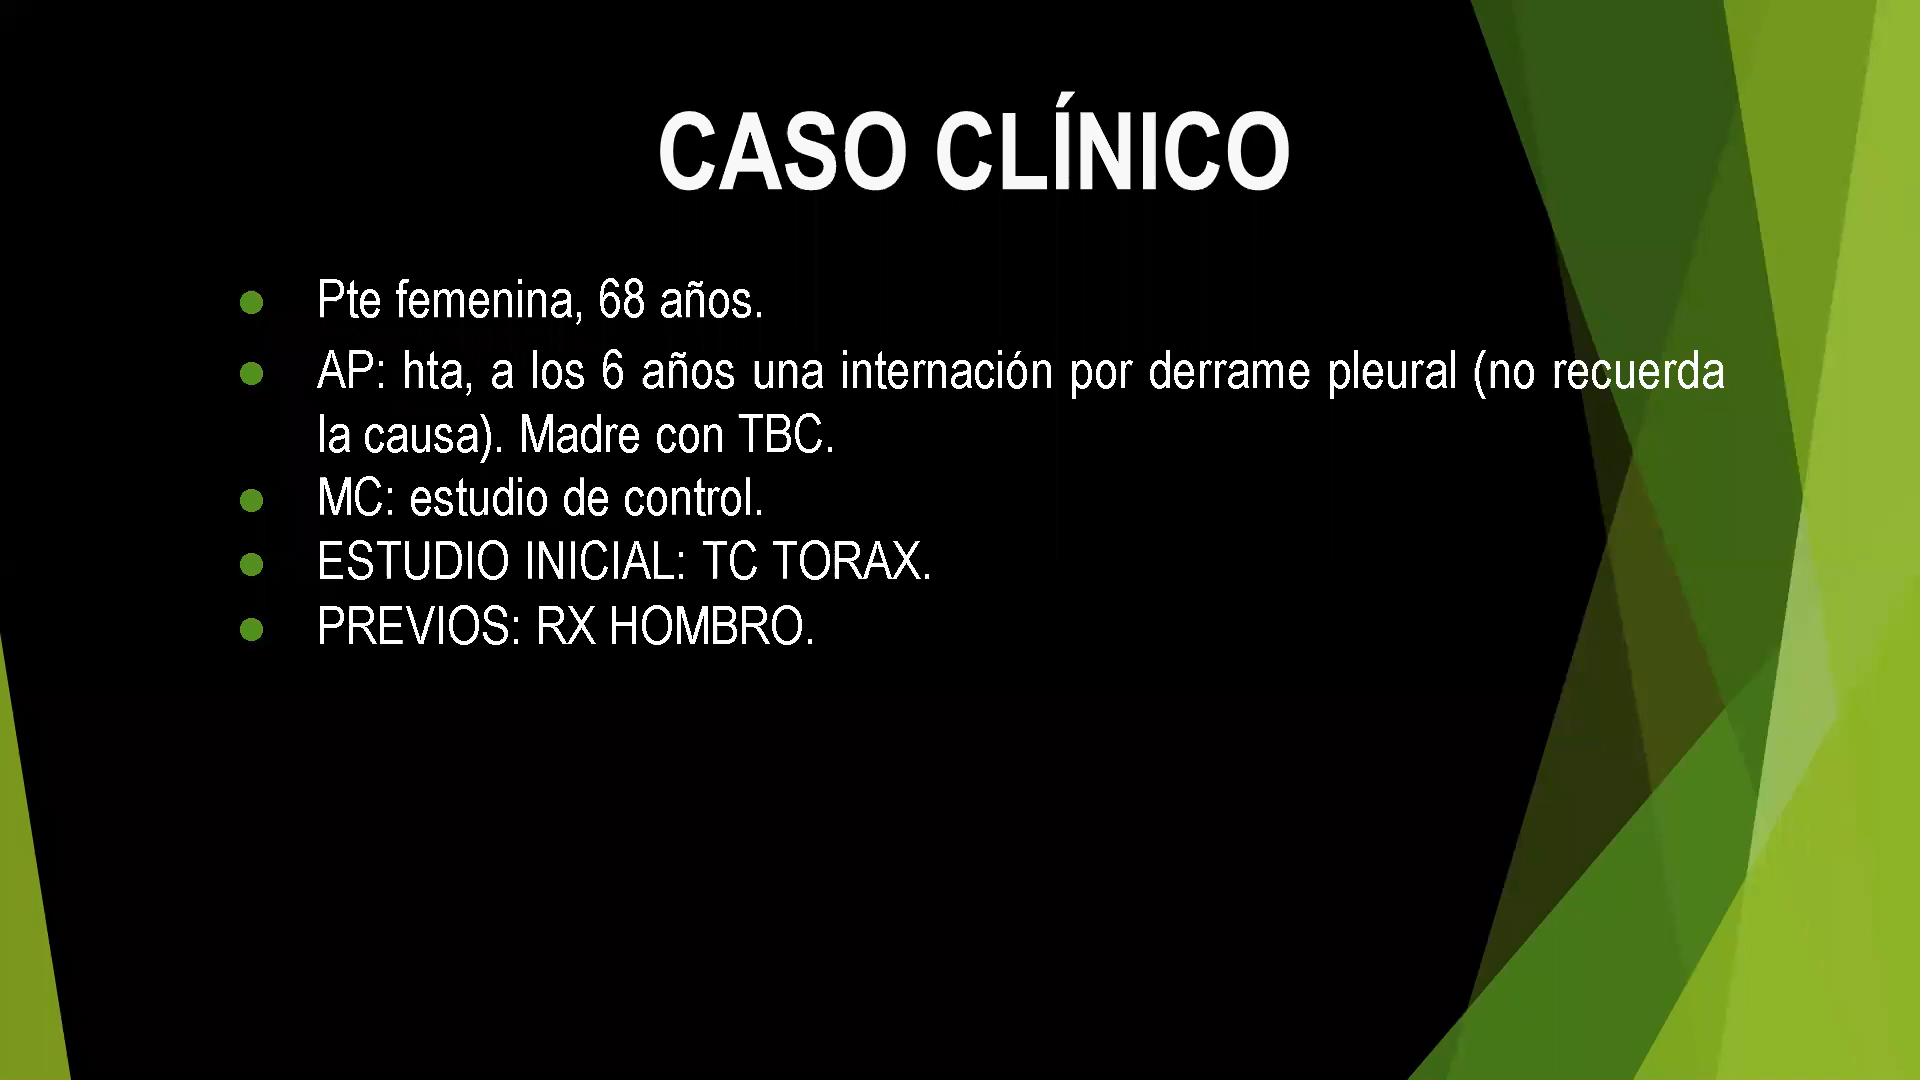 CASO CLÍNICO
● Pte femenina, 68 años.
● AP: hta, a los 6 años una internación por derrame pleural (no recuerda
la causa). Madre con TBC.
● MC: estudio de control.
● ESTUDIO INICIAL: TC TORAX.
● PREVIOS: RX HOMBRO.